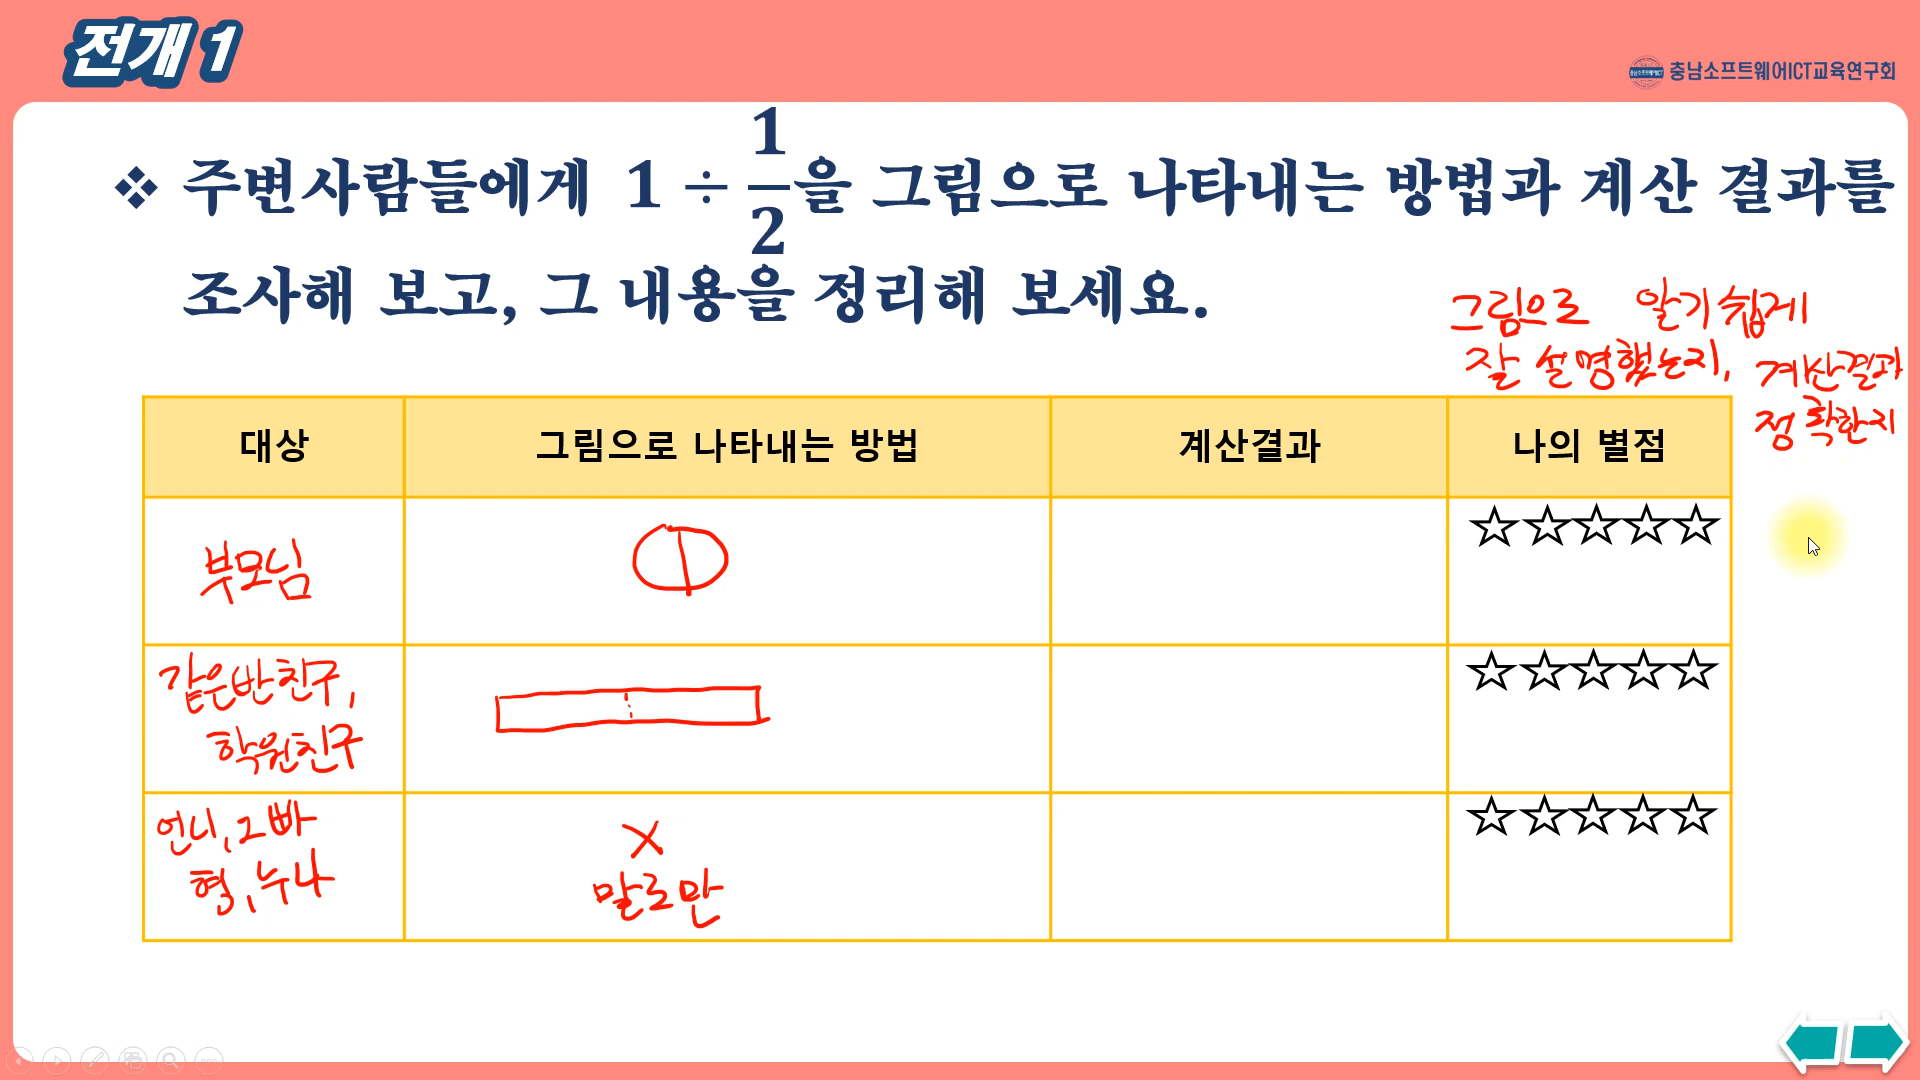 전개 1
충남소프트웨어ICT교육연구회
❖ 주변사람들에게 1 ÷ 1/2을 그림으로 나타내는 방법과 계산 결과를
조사해 보고, 그 내용을 정리해 보세요.
그림으로 알기 쉽게
잘 설명했는지, 계산결과
정확한지
대상 그림으로 나타내는 방법 계산결과 나의 별점
부모님 ☆☆☆☆☆
같은반친구,
학원친구
☆☆☆☆☆
언니, 오빠
형, 누나
X
말로만
☆☆☆☆☆